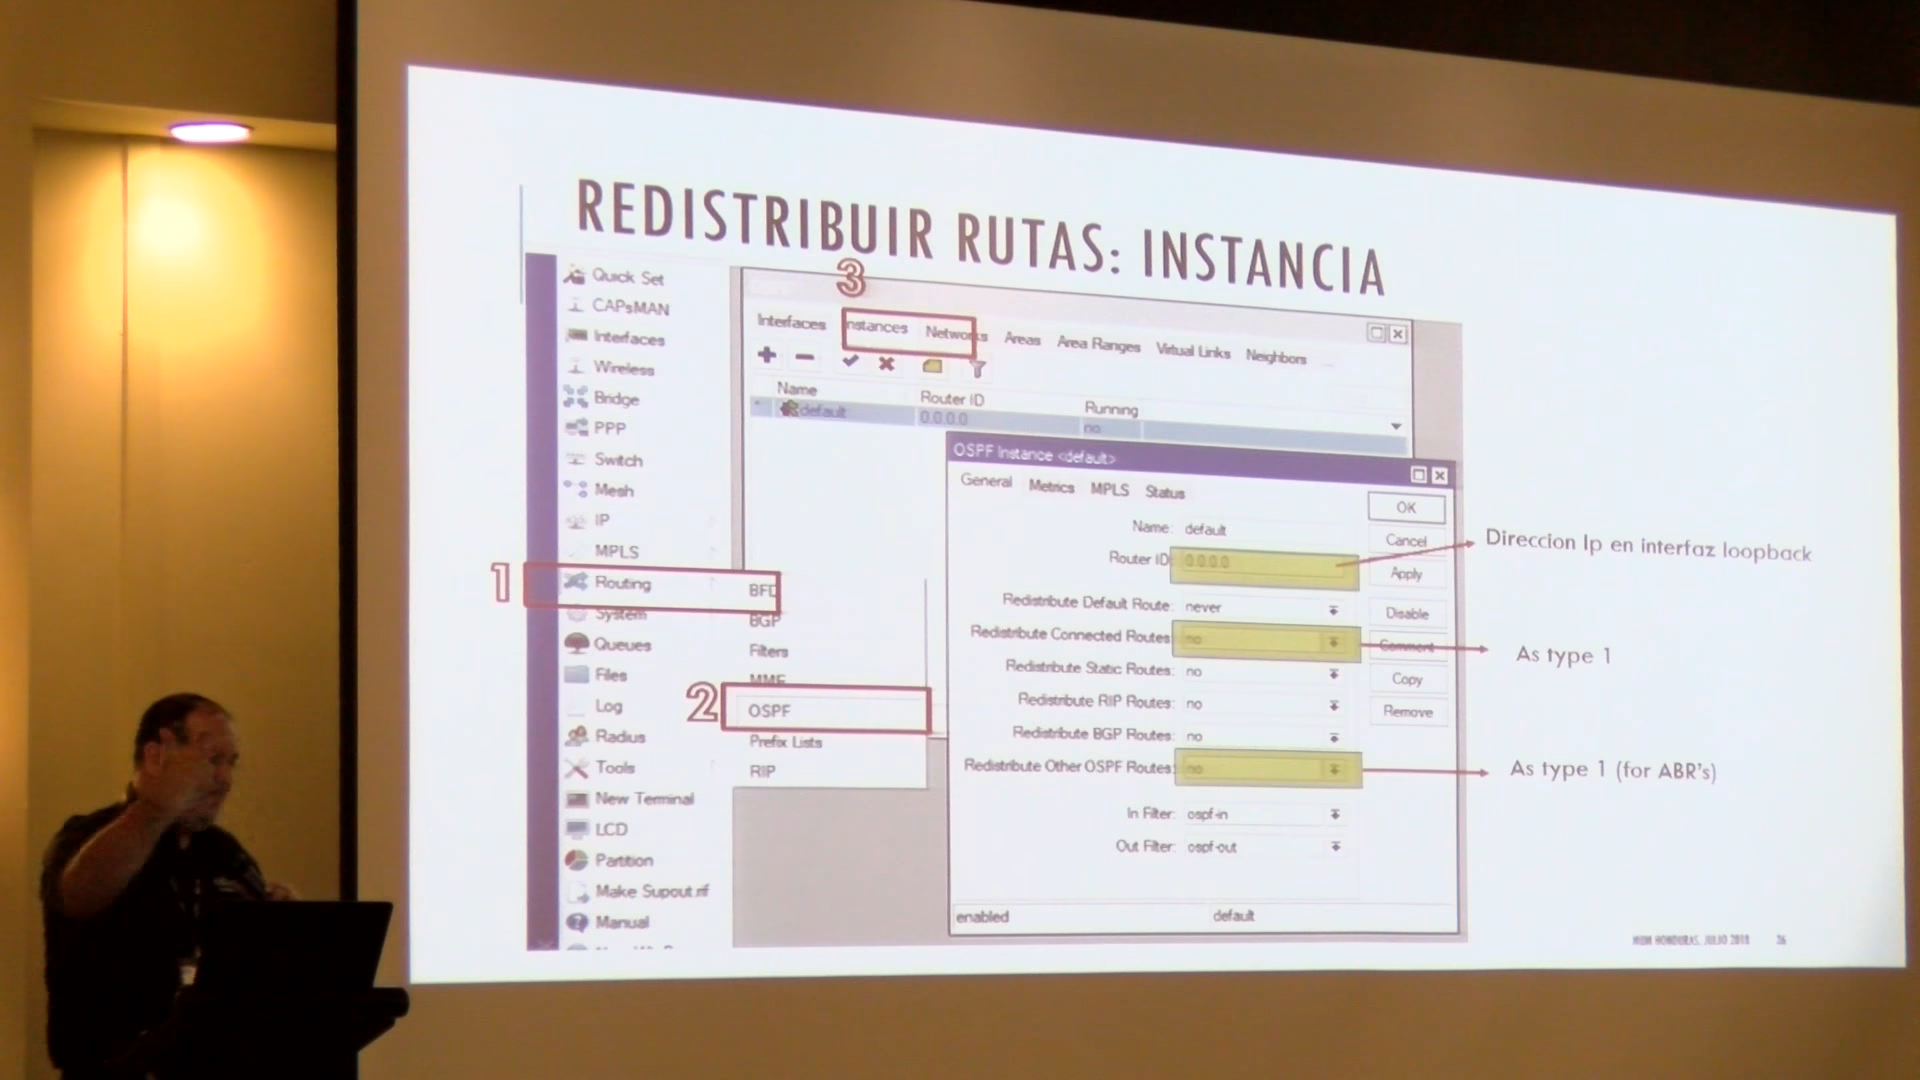 REDISTRIBUIR RUTAS: INSTANCIA
1
2
3
Quick Set
CAPsMAN
Interfaces
Wireless
Bridge
PPP
Switch
Mesh
IP
MPLS
Routing
System
Queues
Files
Log
Radius
Tools
New Terminal
LCD
Partition
Make Supout.rif
Manual
BFD
BGP
Filters
MME
OSPF
Prefix Lists
RIP
Interfaces Instances Networks Areas Area Ranges Virtual Links Neighbors
Name Router ID Running
default 0.0.0.0 no
OSPF Instance <default>
General Metrics MPLS Status
Name: default
Router ID: 0.0.0.0
Redistribute Default Route: never
Redistribute Connected Routes: no
Redistribute Static Routes: no
Redistribute RIP Routes: no
Redistribute BGP Routes: no
Redistribute Other OSPF Routes: no
In Filter: ospf-in
Out Filter: ospf-out
enabled default
OK
Cancel
Apply
Disable
Comment
Copy
Remove
Direccion Ip en interfaz loopback
As type 1
As type 1 (for ABR's)
MUM HONDURAS, JULIO 2018 26